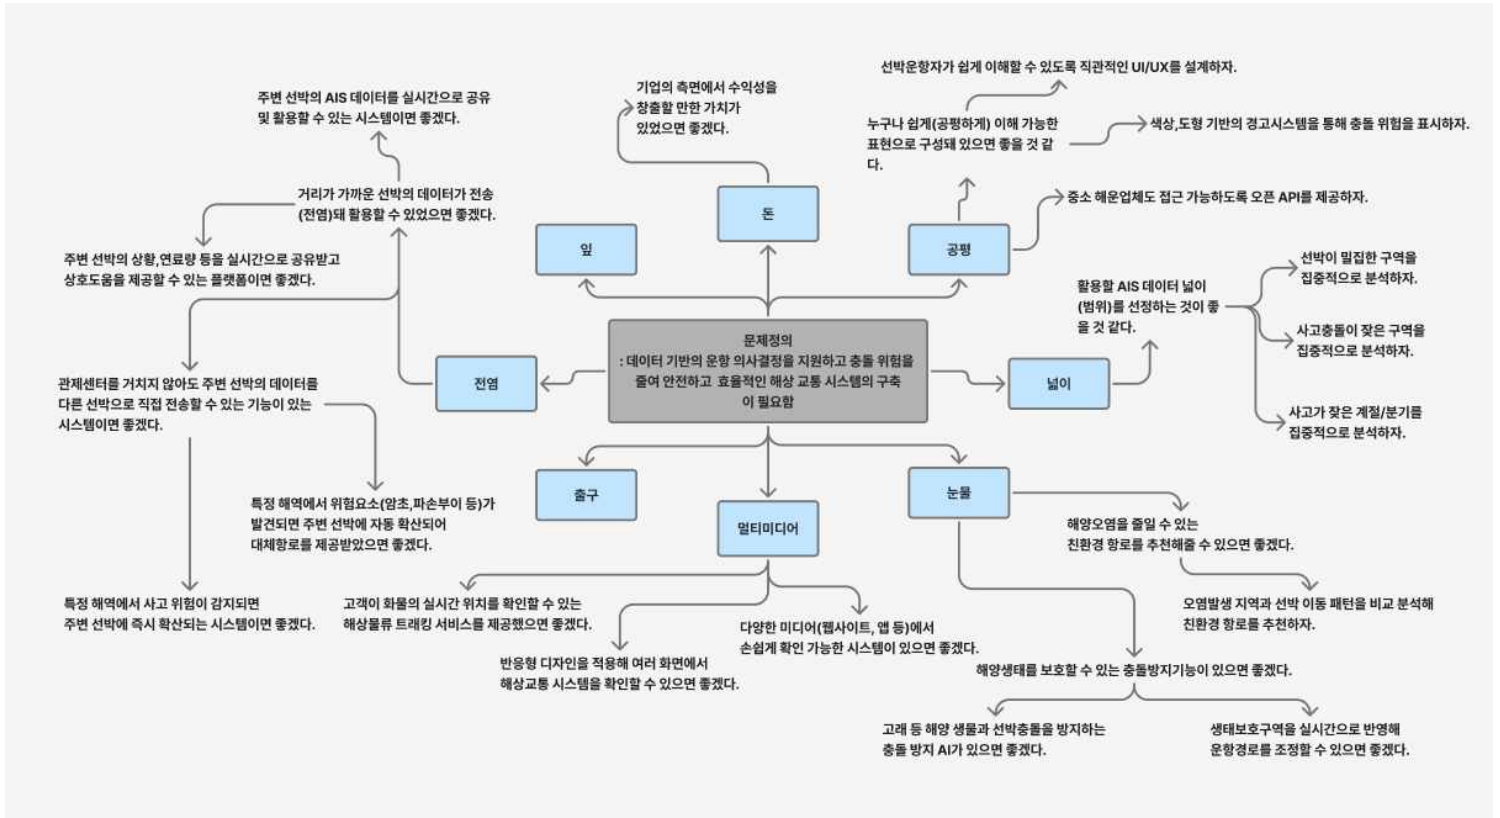 선박운항자가 쉽게 이해할 수 있도록 직관적인 UI/UX를 설계하자.
주변 선박의 AIS 데이터를 실시간으로 공유
및 활용할 수 있는 시스템이면 좋겠다.
기업의 측면에서 수익성을
창출할 만한 가치가
있었으면 좋겠다.
누구나 쉽게(공평하게) 이해 가능한
표현으로 구성돼 있으면 좋을 것 같
다.
색상,도형 기반의 경고시스템을 통해 충돌 위험을 표시하자.
거리가 가까운 선박의 데이터가 전송
(전염)돼 활용할 수 있었으면 좋겠다.
돈
중소 해운업체도 접근 가능하도록 오픈 API를 제공하자.
잎
공평
주변 선박의 상황,연료량 등을 실시간으로 공유받고
상호도움을 제공할 수 있는 플랫폼이면 좋겠다.
선박이 밀집한 구역을
집중적으로 분석하자.
활용할 AIS 데이터 넓이
(범위)를 선정하는 것이 좋
을 것 같다.
사고충돌이 잦은 구역을
집중적으로 분석하자.
문제정의
: 데이터 기반의 운항 의사결정을 지원하고 충돌 위험을
줄여 안전하고 효율적인 해상 교통 시스템의 구축
이 필요함
전염
넓이
관제센터를 거치지 않아도 주변 선박의 데이터를
다른 선박으로 직접 전송할 수 있는 기능이 있는
시스템이면 좋겠다.
사고가 잦은 계절/분기를
집중적으로 분석하자.
출구
멀티미디어
눈물
특정 해역에서 위험요소(암초,파손부이 등)가
발견되면 주변 선박에 자동 확산되어
대체항로를 제공받았으면 좋겠다.
해양오염을 줄일 수 있는
친환경 항로를 추천해줄 수 있으면 좋겠다.
특정 해역에서 사고 위험이 감지되면
주변 선박에 즉시 확산되는 시스템이면 좋겠다.
고객이 화물의 실시간 위치를 확인할 수 있는
해상물류 트래킹 서비스를 제공했으면 좋겠다.
다양한 미디어(웹사이트, 앱 등)에서
손쉽게 확인 가능한 시스템이 있으면 좋겠다.
오염발생 지역과 선박 이동 패턴을 비교 분석해
친환경 항로를 추천하자.
반응형 디자인을 적용해 여러 화면에서
해상교통 시스템을 확인할 수 있으면 좋겠다.
해양생태를 보호할 수 있는 충돌방지기능이 있으면 좋겠다.
고래 등 해양 생물과 선박충돌을 방지하는
충돌 방지 AI가 있으면 좋겠다.
생태보호구역을 실시간으로 반영해
운항경로를 조정할 수 있으면 좋겠다.